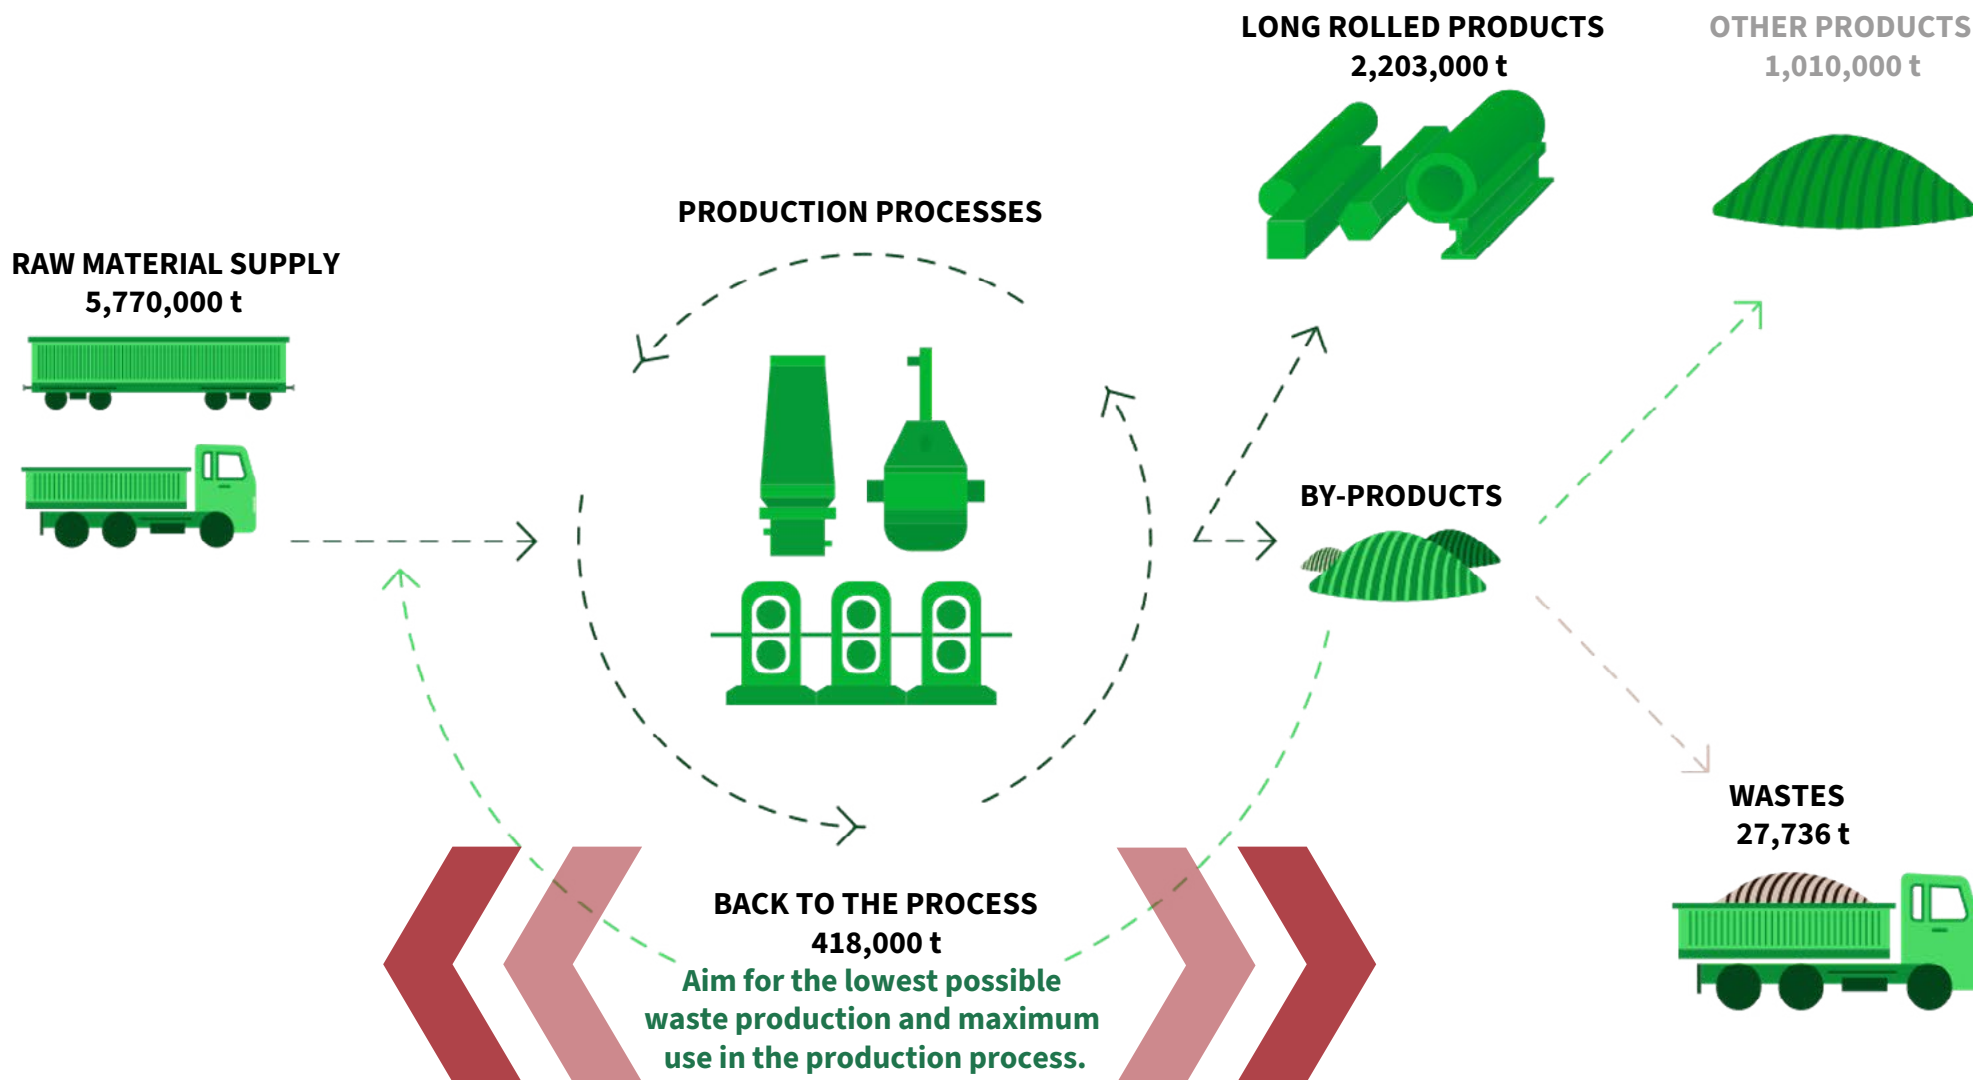 LONG ROLLED PRODUCTS
2,203,000 t
OTHER PRODUCTS
1,010,000 t
PRODUCTION PROCESSES
RAW MATERIAL SUPPLY
5,770,000 t
BY-PRODUCTS
WASTES
27,736 t
BACK TO THE PROCESS
418,000 t
Aim for the lowest possible
waste production and maximum
use in the production process.